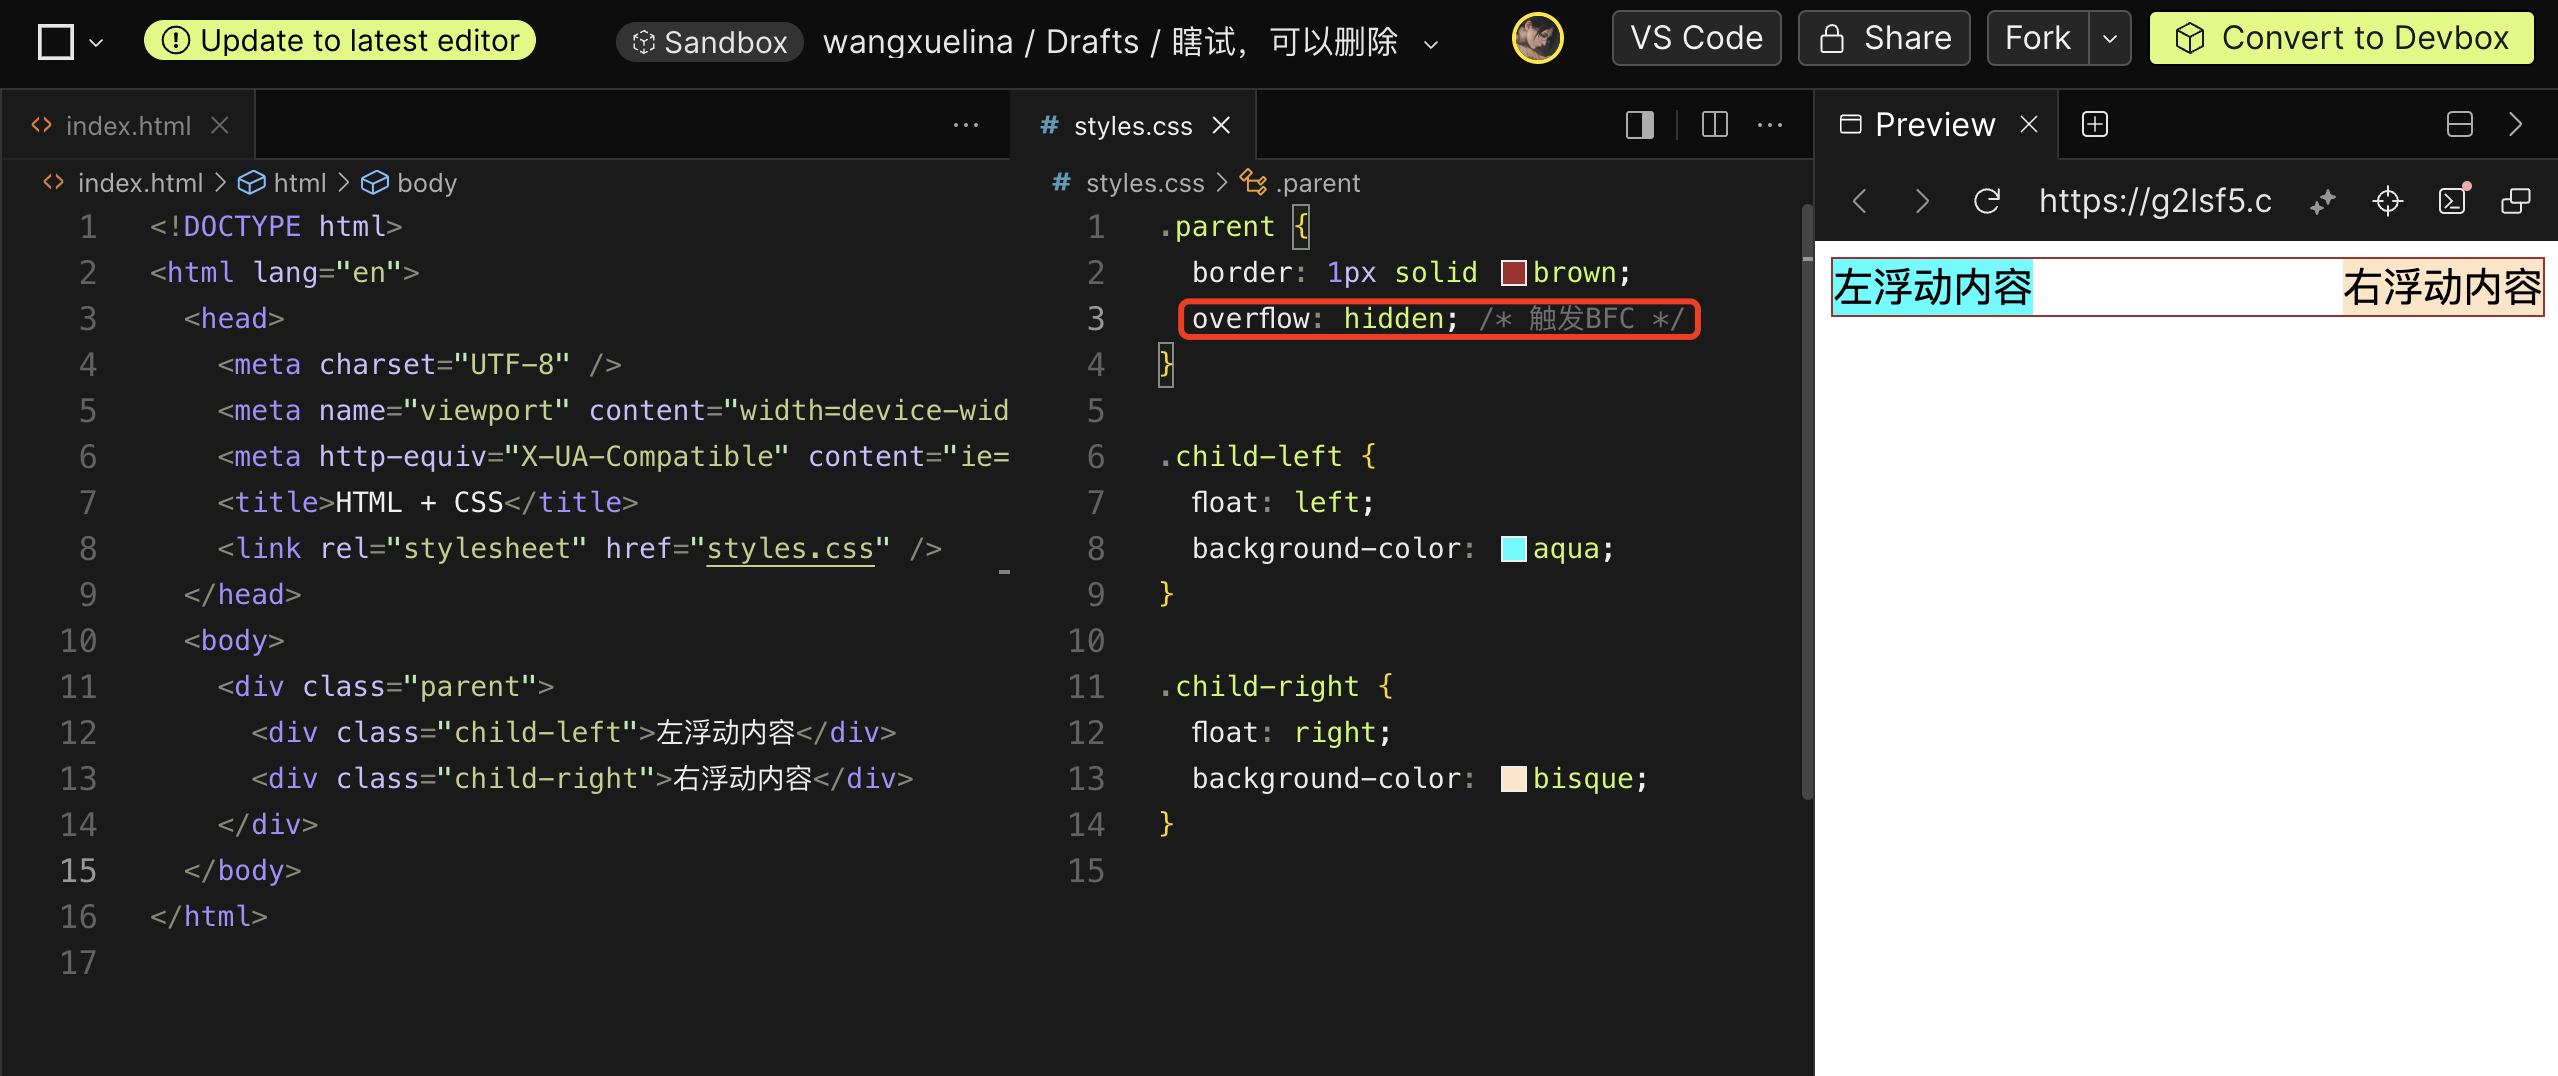 Update to latest editor
Sandbox wangxuelina / Drafts / 瞎试，可以删除
VS Code
Share
Fork
Convert to Devbox
index.html
index.html > html > body
1 <!DOCTYPE html>
2 <html lang="en">
3 <head>
4 <meta charset="UTF-8" />
5 <meta name="viewport" content="width=device-wid
6 <meta http-equiv="X-UA-Compatible" content="ie=
7 <title>HTML + CSS</title>
8 <link rel="stylesheet" href="styles.css" />
9 </head>
10 <body>
11 <div class="parent">
12 <div class="child-left">左浮动内容</div>
13 <div class="child-right">右浮动内容</div>
14 </div>
15 </body>
16 </html>
17
# styles.css
# styles.css > .parent
1 .parent {
2 border: 1px solid brown;
3 overflow: hidden; /* 触发BFC */
4 }
5
6 .child-left {
7 float: left;
8 background-color: aqua;
9 }
10
11 .child-right {
12 float: right;
13 background-color: bisque;
14 }
15
Preview
https://g2lsf5.c
左浮动内容 右浮动内容